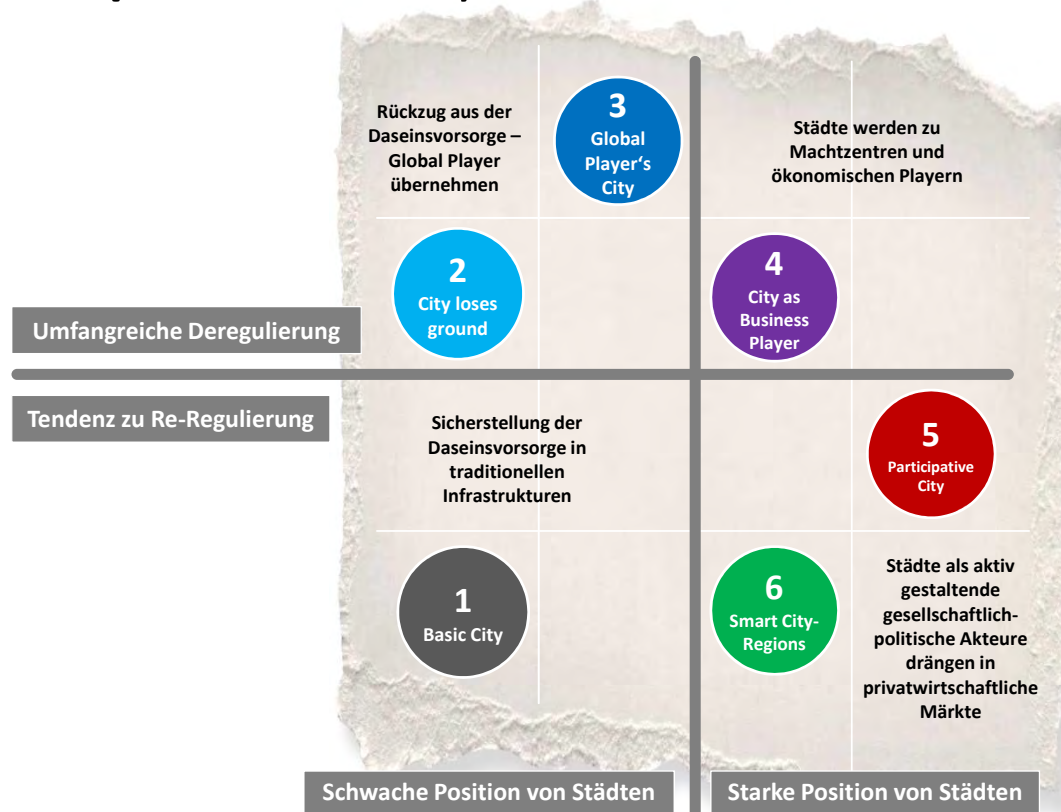 Rückzug aus der
Daseinsvorsorge –
Global Player
übernehmen
3
Global
Player‘s
City
Städte werden zu
Machtzentren und
ökonomischen Playern
2
City loses
ground
4
City as
Business
Player
Umfangreiche Deregulierung
Tendenz zu Re-Regulierung
Sicherstellung der
Daseinsvorsorge in
traditionellen
Infrastrukturen
5
Participative
City
1
Basic City
6
Smart City-
Regions
Städte als aktiv
gestaltende
gesellschaftlich-
politische Akteure
drängen in
privatwirtschaftliche
Märkte
Schwache Position von Städten
Starke Position von Städten